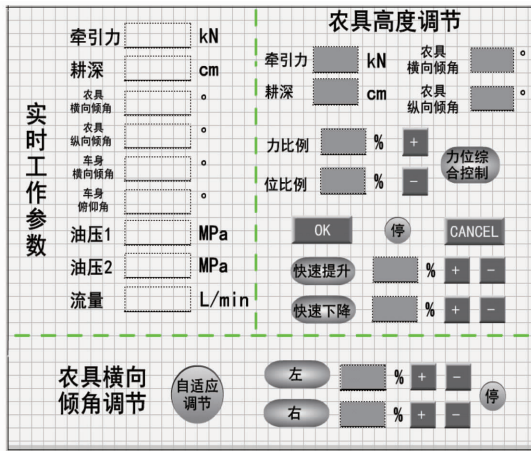 实时工作参数
牵引力 kN
耕深 cm
农具
横向倾角 °
农具
纵向倾角 °
车身
横向倾角 °
车身
俯仰角 °
油压1 MPa
油压2 MPa
流量 L/min
农具高度调节
牵引力 kN
农具
横向倾角 °
耕深 cm
农具
纵向倾角 °
力比例 % +
位比例 % -
力位综
合控制
OK 停 CANCEL
快速提升 % + -
快速下降 % + -
农具横向
倾角调节
自适应
调节
左 % + -
右 % + -
停